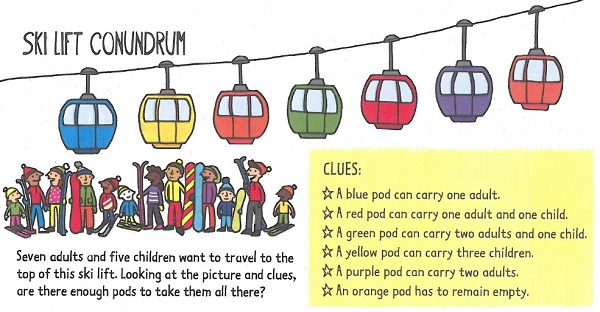 SKI LIFT CONUNDRUM
Seven adults and five children want to travel to the
top of this ski lift. Looking at the picture and clues,
are there enough pods to take them all there?
CLUES:
☆ A blue pod can carry one adult.
☆ A red pod can carry one adult and one child.
☆ A green pod can carry two adults and one child.
☆ A yellow pod can carry three children.
☆ A purple pod can carry two adults.
☆ An orange pod has to remain empty.